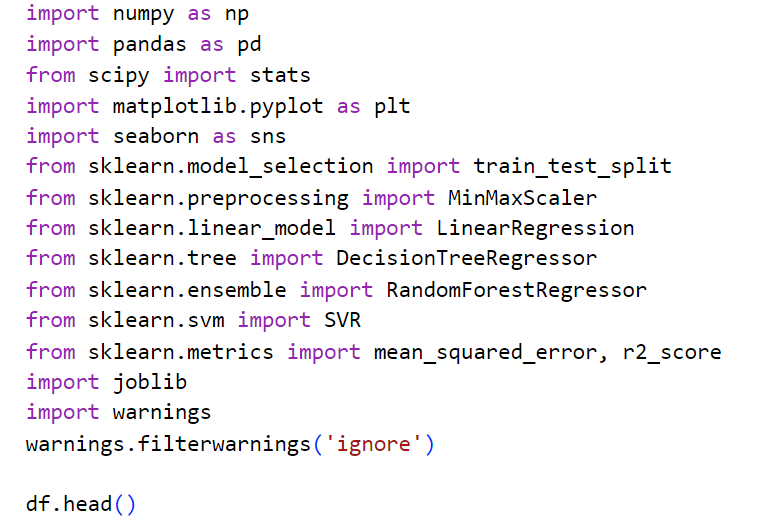 import numpy as np
import pandas as pd
from scipy import stats
import matplotlib.pyplot as plt
import seaborn as sns
from sklearn.model_selection import train_test_split
from sklearn.preprocessing import MinMaxScaler
from sklearn.linear_model import LinearRegression
from sklearn.tree import DecisionTreeRegressor
from sklearn.ensemble import RandomForestRegressor
from sklearn.svm import SVR
from sklearn.metrics import mean_squared_error, r2_score
import joblib
import warnings
warnings.filterwarnings('ignore')
df.head()